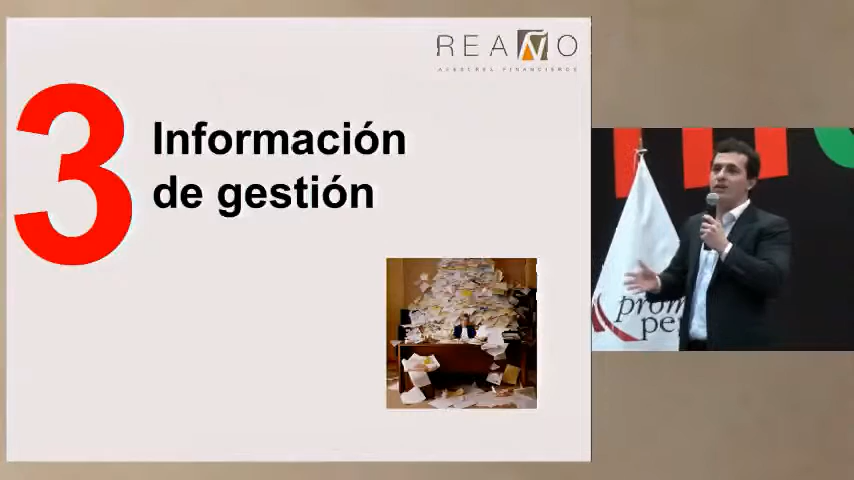 REAÑO
ASESORES FINANCIEROS
3
Información
de gestión
prom
pe